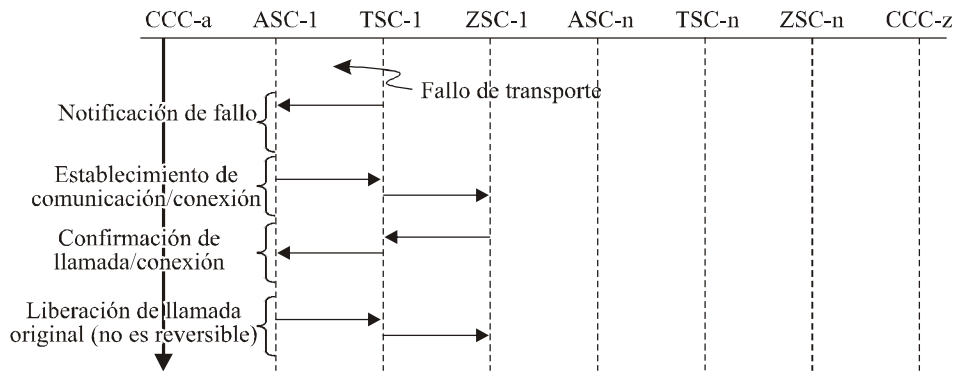 CCC-a ASC-1 TSC-1 ZSC-1 ASC-n TSC-n ZSC-n CCC-z
Fallo de transporte
Notificación de fallo
Establecimiento de
comunicación/conexión
Confirmación de
llamada/conexión
Liberación de llamada
original (no es reversible)